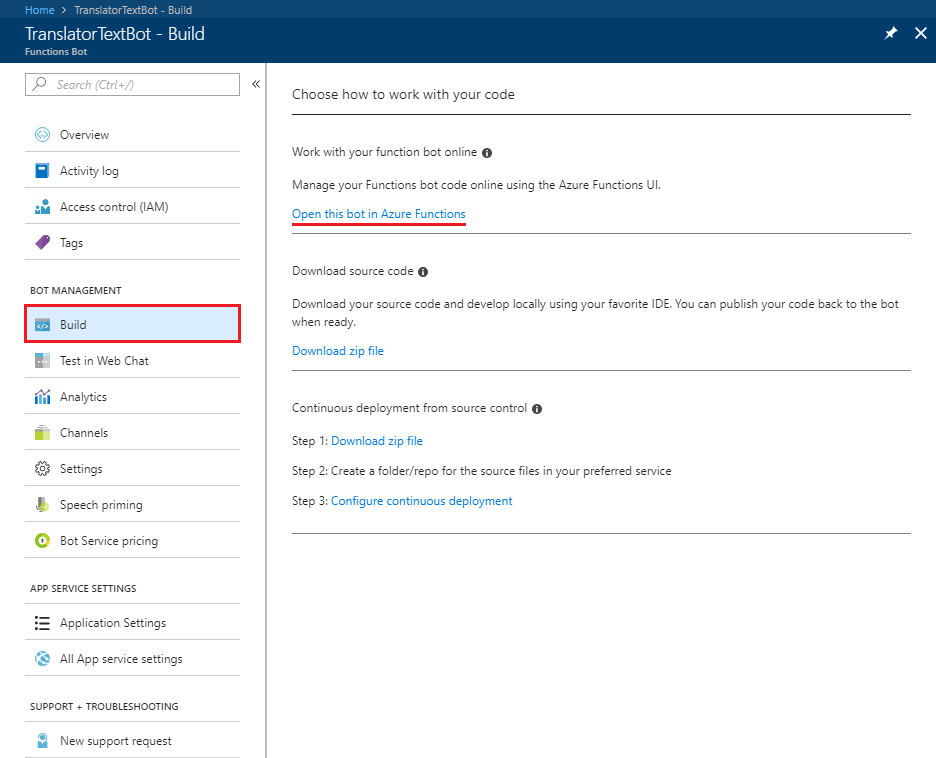 Home > TranslatorTextBot - Build
TranslatorTextBot - Build
Functions Bot
Search (Ctrl+/)
Overview
Activity log
Access control (IAM)
Tags
BOT MANAGEMENT
Build
Test in Web Chat
Analytics
Channels
Settings
Speech priming
Bot Service pricing
APP SERVICE SETTINGS
Application Settings
All App service settings
SUPPORT + TROUBLESHOOTING
New support request
Choose how to work with your code
Work with your function bot online
Manage your Functions bot code online using the Azure Functions UI.
Open this bot in Azure Functions
Download source code
Download your source code and develop locally using your favorite IDE. You can publish your code back to the bot
when ready.
Download zip file
Continuous deployment from source control
Step 1: Download zip file
Step 2: Create a folder/repo for the source files in your preferred service
Step 3: Configure continuous deployment